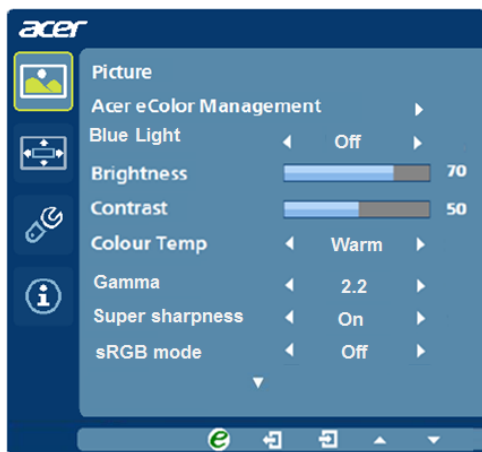 acer
Picture
Acer eColor Management
Blue Light Off
Brightness 70
Contrast 50
Colour Temp Warm
Gamma 2.2
Super sharpness On
sRGB mode Off